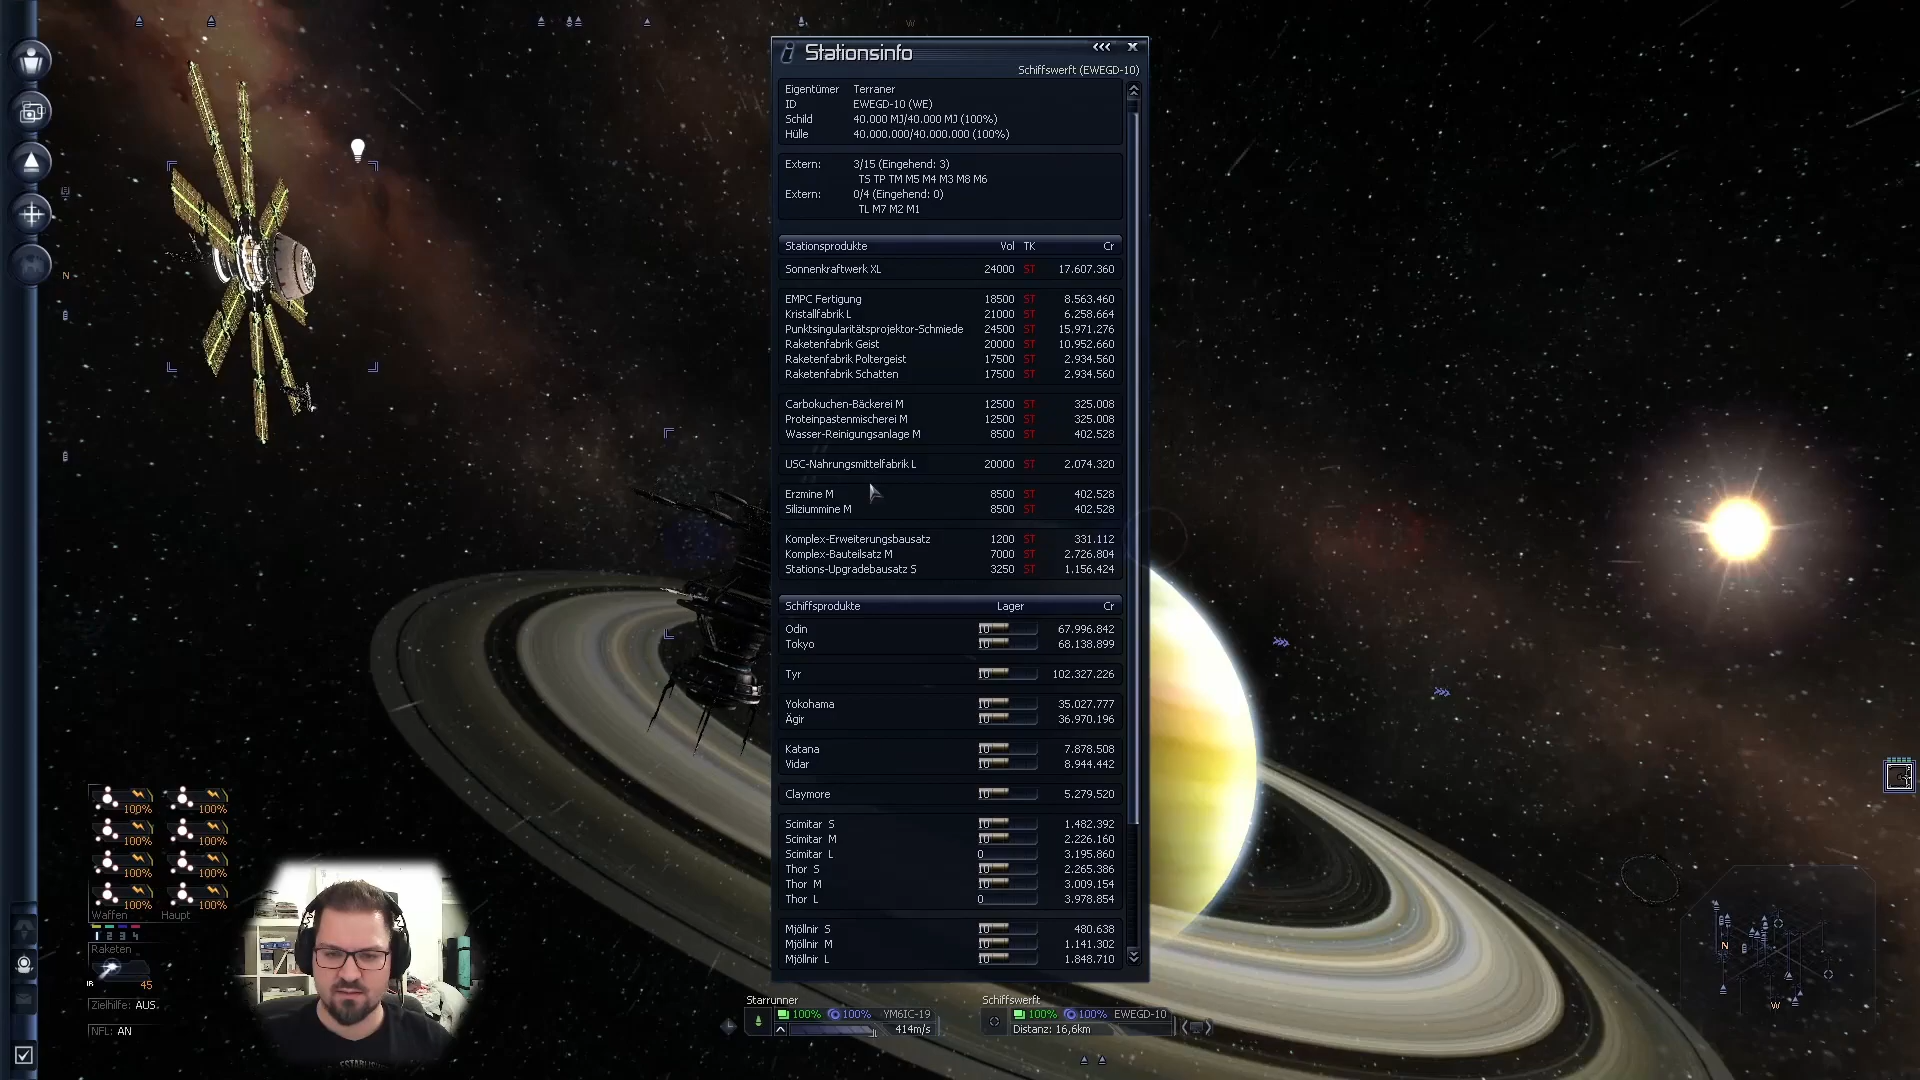 Stationsinfo
Schiffswerft (EWEGD-10)
Eigentümer Terraner
ID EWEGD-10 (WE)
Schild 40.000 MJ/40.000 MJ (100%)
Hülle 40.000.000/40.000.000 (100%)
Extern: 3/15 (Eingehend: 3)
TS TP TM M5 M4 M3 M8 M6
Extern: 0/4 (Eingehend: 0)
TL M7 M2 M1
Stationsprodukte Vol TK Cr
Sonnenkraftwerk XL 24000 ST 17.607.360
EMPC Fertigung 18500 ST 8.563.460
Kristallfabrik L 21000 ST 6.258.664
Punktsingularitätsprojektor-Schmiede 24500 ST 15.971.276
Raketenfabrik Geist 20000 ST 10.952.660
Raketenfabrik Poltergeist 17500 ST 2.934.560
Raketenfabrik Schatten 17500 ST 2.934.560
Carbokuchen-Bäckerei M 12500 ST 325.008
Proteinpastenmischerei M 12500 ST 325.008
Wasser-Reinigungsanlage M 8500 ST 402.528
USC-Nahrungsmittelfabrik L 20000 ST 2.074.320
Erzmine M 8500 ST 402.528
Siliziummine M 8500 ST 402.528
Komplex-Erweiterungsbausatz 1200 ST 331.112
Komplex-Bauteilsatz M 7000 ST 2.726.804
Stations-Upgradebausatz S 3250 ST 1.156.424
Schiffsprodukte Lager Cr
Odin 10 67.996.842
Tokyo 10 68.138.899
Tyr 10 102.327.226
Yokohama 10 35.027.777
Ägir 10 36.970.196
Katana 10 7.878.508
Vidar 10 8.944.442
Claymore 10 5.279.520
Scimitar S 10 1.482.392
Scimitar M 10 2.226.160
Scimitar L 0 3.195.860
Thor S 10 2.265.386
Thor M 10 3.009.154
Thor L 0 3.978.854
Mjöllnir S 10 480.638
Mjöllnir M 10 1.141.302
Mjöllnir L 10 1.848.710
W
N
100% 100%
100% 100%
100% 100%
100% 100%
Waffen Haupt
1 2 3 4
Raketen
45
Zielhilfe: AUS
NFL: AN
ESTABLISHED
Starrunner
100% 100% YM6IC-19
414m/s
Schiffswerft
100% 100% EWEGD-10
Distanz: 16,6km
N
W